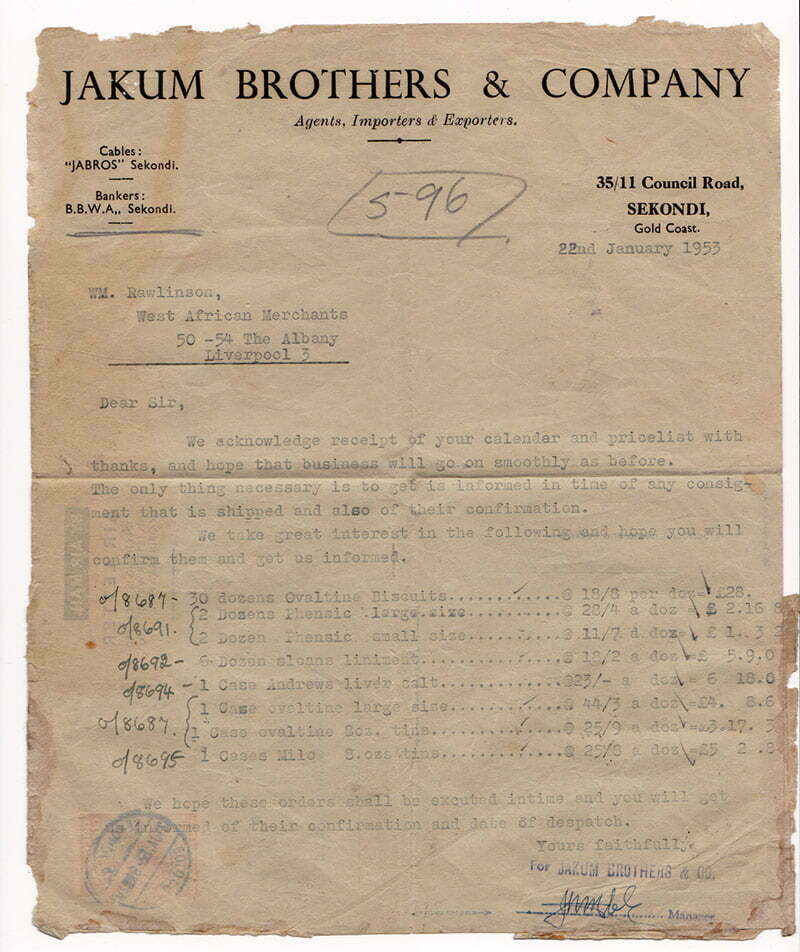 JAKUM BROTHERS & COMPANY
Agents, Importers & Exporters.
Cables:
"JABROS" Sekondi.
Bankers:
B.B.W.A,, Sekondi.
5-96
35/11 Council Road,
SEKONDI,
Gold Coast.
22nd January 1953
WM. Rawlinson,
West African Merchants
50 -54 The Albany
Liverpool 3
Dear Sir,
We acknowledge receipt of your calender and pricelist with
thanks, and hope that business will go on smoothly as before.
The only thing necessary is to get is informed in time of any consig-
ment that is shipped and also of their confirmation.
We take great interest in the following and hope you will
confirm them and get us informed.
o/8687- 30 dozens Ovaltine Biscuits..........@ 18/8 per doz= £28.
o/8691. 2 Dozens Phensic large size..........@ 28/4 a doz = £ 2.16 8
2 Dozen Phensic small size..........@ 11/7 d doz= £ 1. 3 2
o/8692- 6 Dozen sloans liniment..........@ 18/2 a doz =£ 5.9.0
o/8694- 1 Case Andrews liver salt..........@23/- a doz = 6 18.0
o/8687. 1 Case ovaltine large size..........@ 44/3 a doz =£4. 8.6
1 Case ovaltine 8oz. tins..........@ 25/9 a doz =£3.17. 3
o/8695 1 Cases Milo 8.ozs tins..........@ 25/8 a doz =£5 2 .8
We hope these orders shall be excuted intime and you will get
us informed of their confirmation and date of despatch.
Yours faithfully.
For JAKUM BROTHERS & CO.
Manager